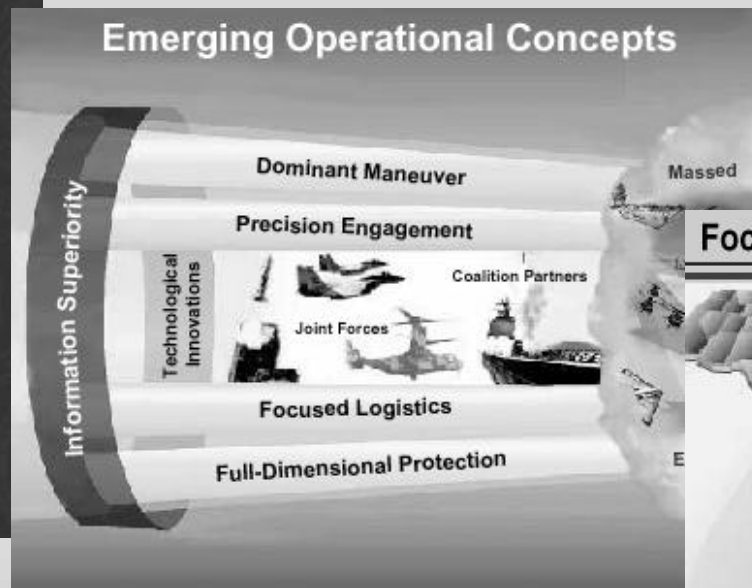 Emerging Operational Concepts
Information Superiority
Dominant Maneuver
Massed
Precision Engagement
Technological
Innovations
Coalition Partners
Joint Forces
Focused Logistics
Full-Dimensional Protection
Foc
E